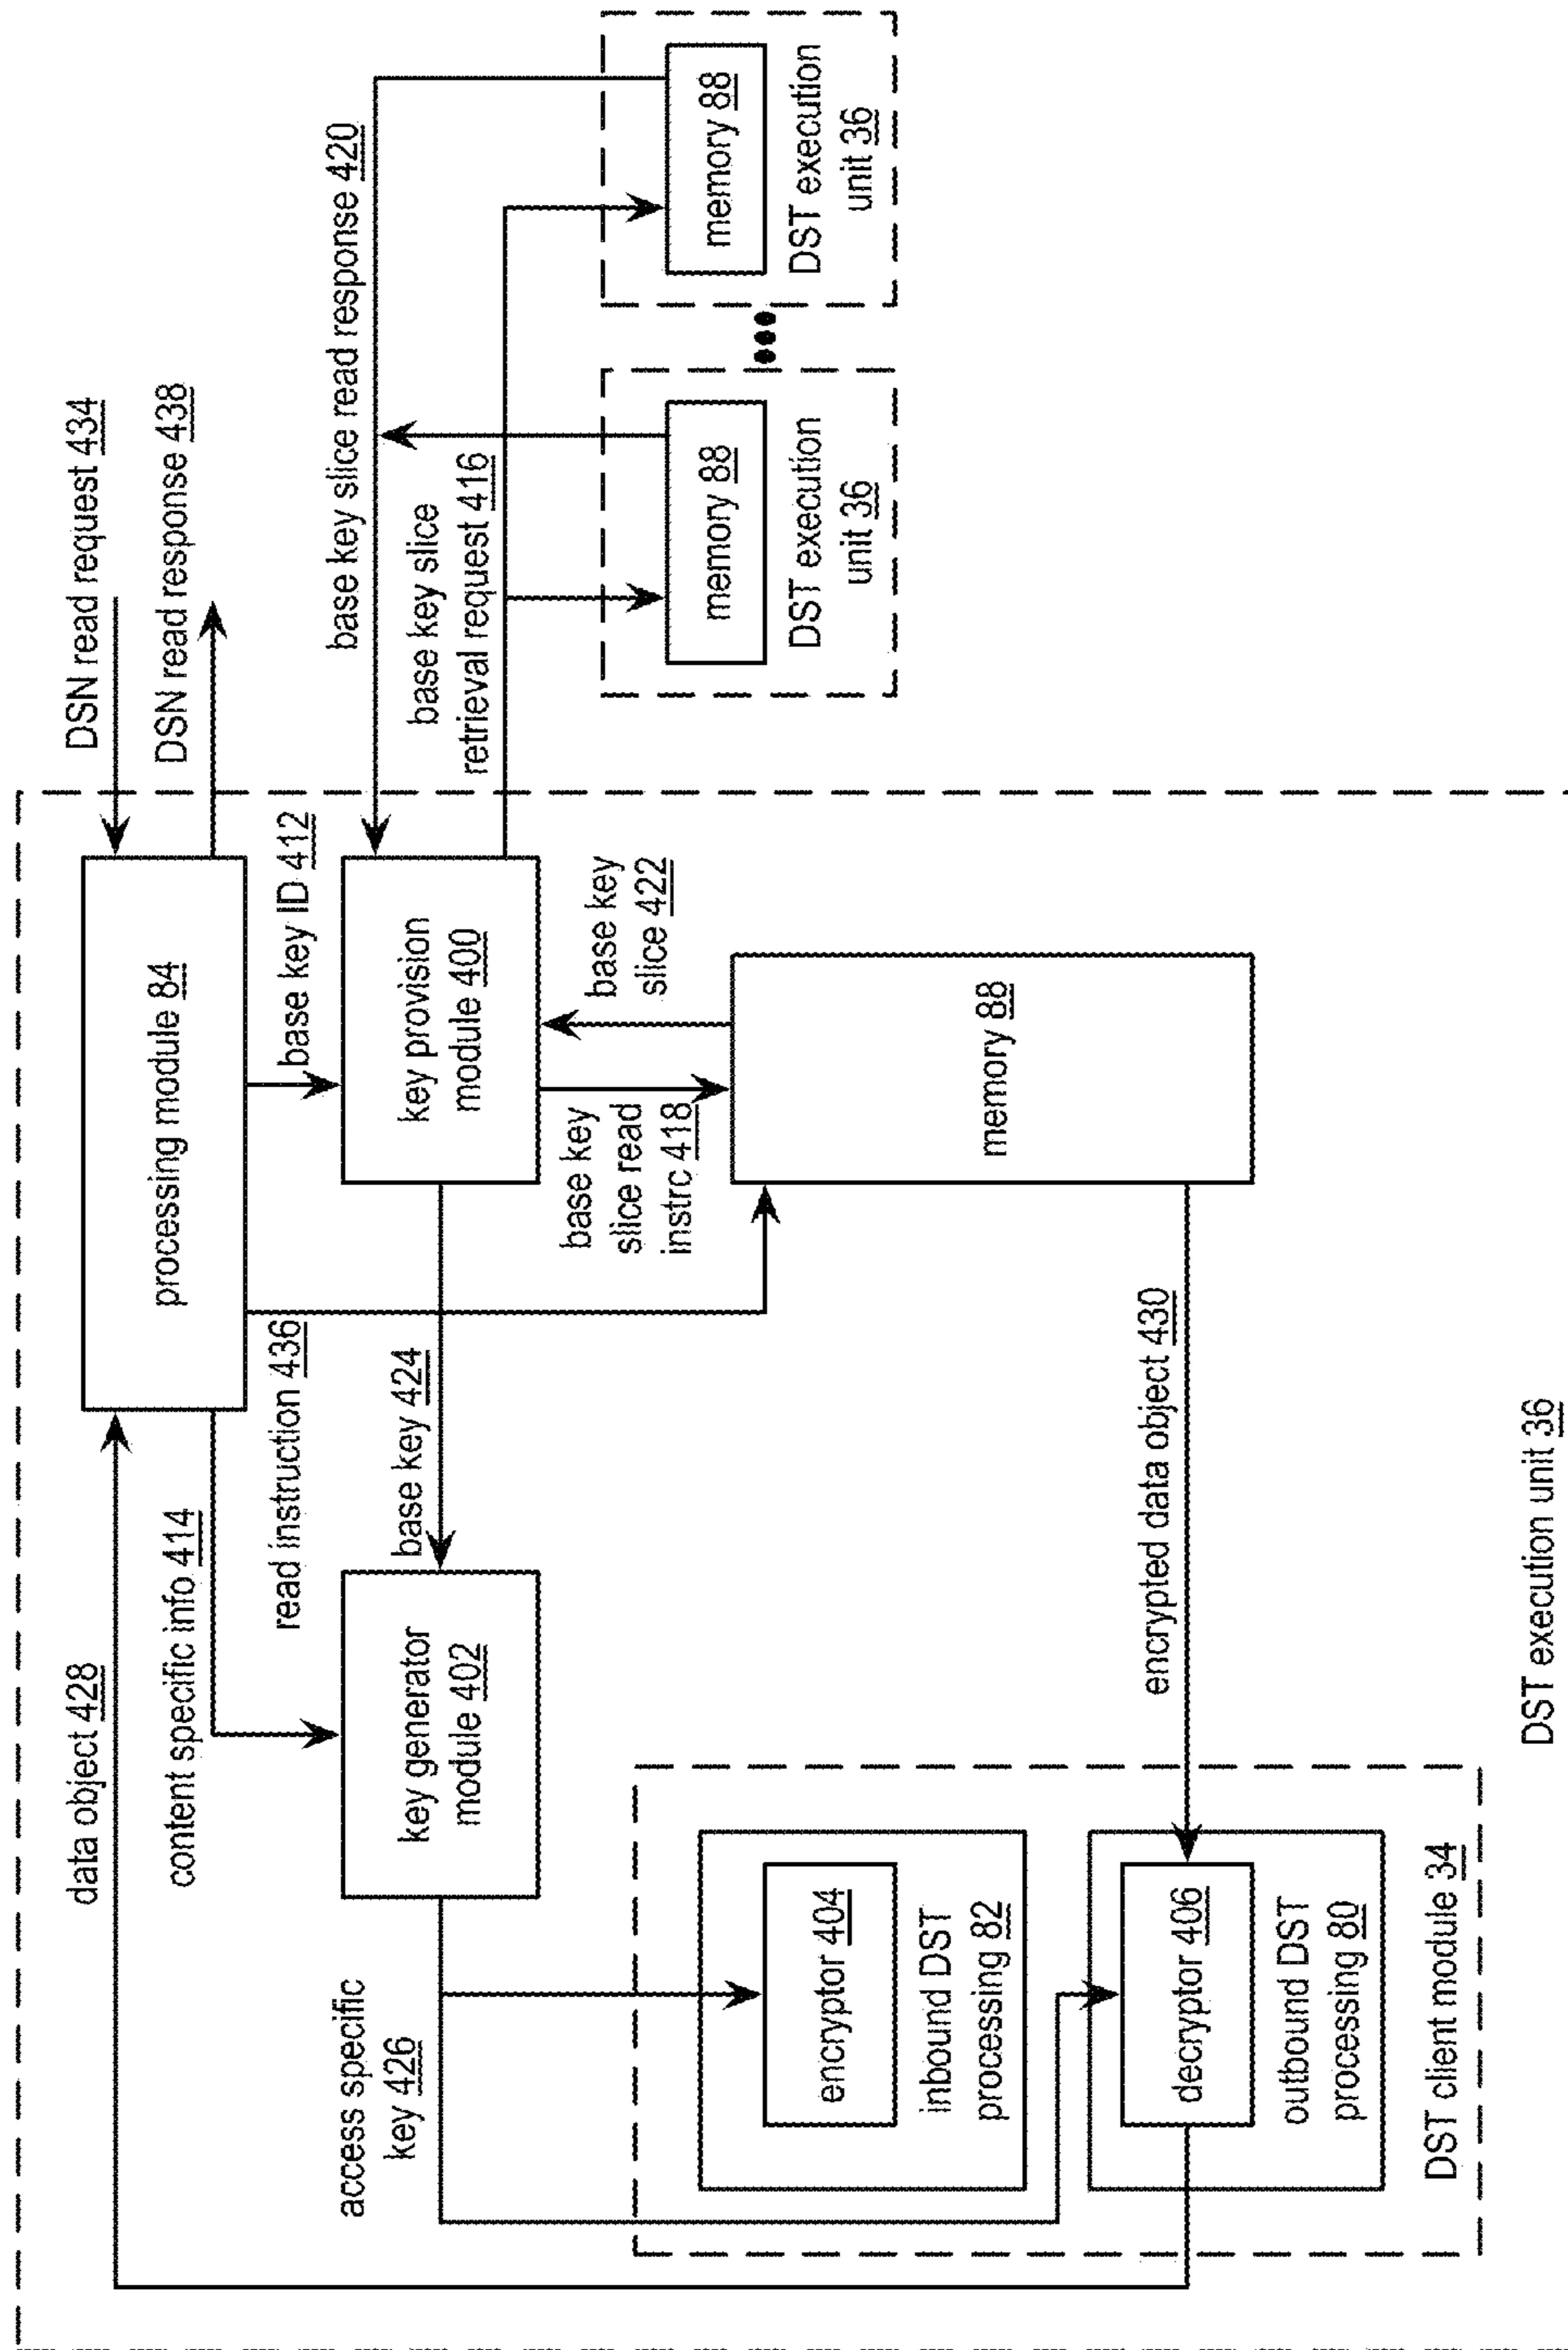 DSN read request 434
DSN read response 438
data object 428
content specific info 414
processing module 84
read instruction 436
base key ID 412
base key slice read response 420
base key slice
retrieval request 416
access specific
key 426
key generator
module 402
base key 424
key provision
module 400
base key
slice read
instrc 418
base key
slice 422
memory 88
DST execution
unit 36
memory 88
DST execution
unit 36
encryptor 404
inbound DST
processing 82
memory 88
encrypted data object 430
decryptor 406
outbound DST
processing 80
DST client module 34
DST execution unit 36